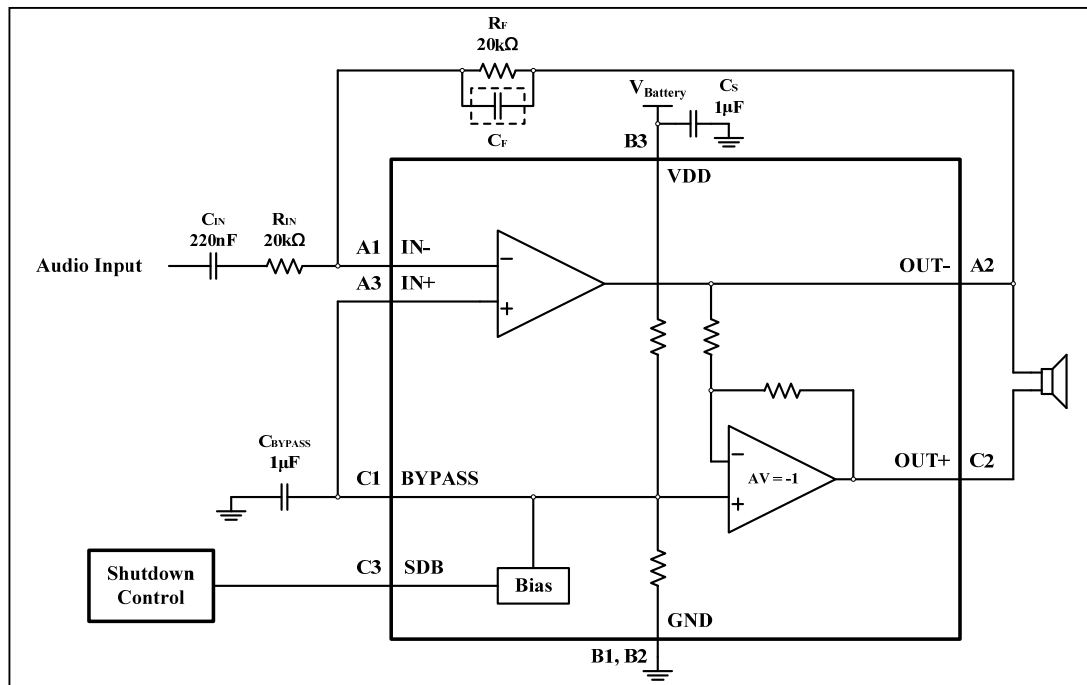 RF
20kΩ
CF
VBattery
CS
1µF
B3
VDD
CIN
220nF
RIN
20kΩ
Audio Input
A1
IN-
A3
IN+
OUT-
A2
−
+
CBYPASS
1µF
C1
BYPASS
−
+
AV = -1
OUT+
C2
Shutdown
Control
C3
SDB
Bias
GND
B1, B2